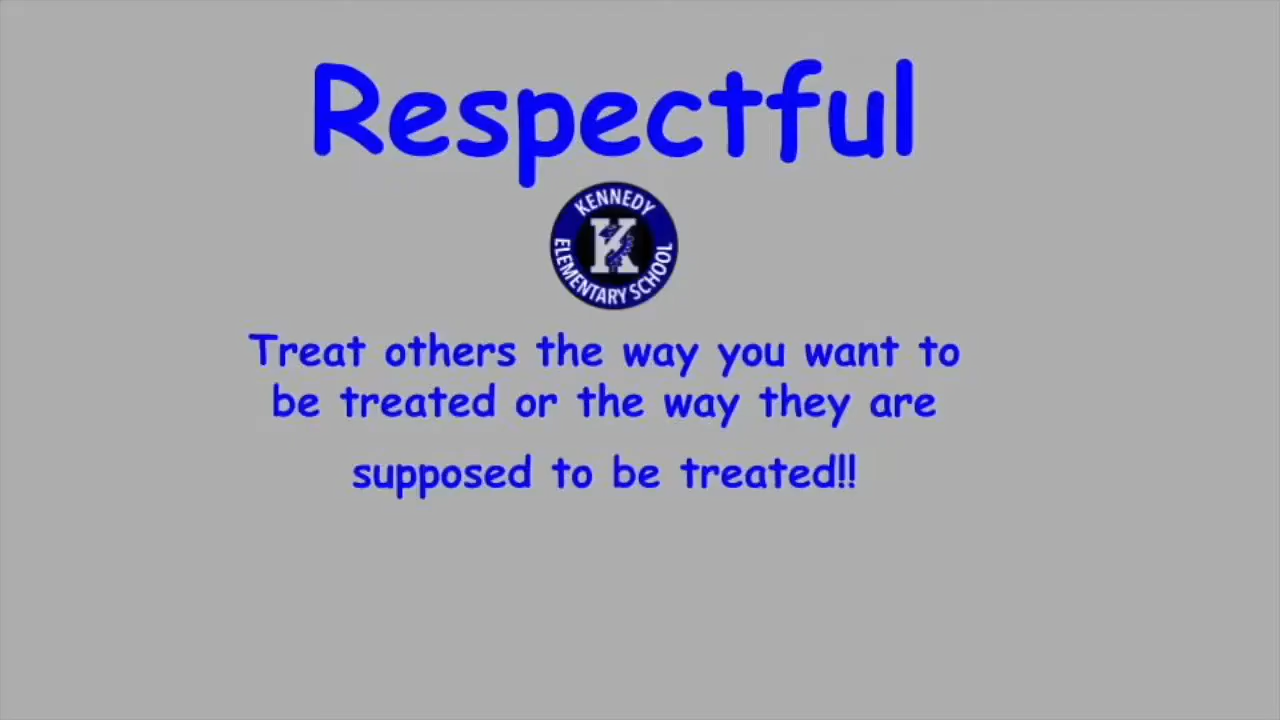 Respectful
KENNEDY
K
ELEMENTARY SCHOOL
Treat others the way you want to
be treated or the way they are
supposed to be treated!!